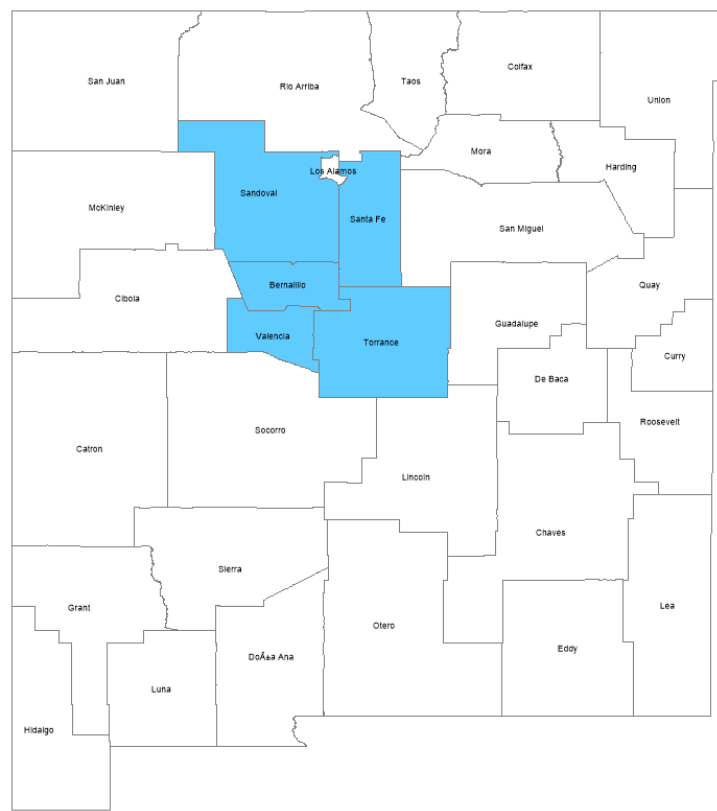 San Juan
Rio Arriba
Taos
Colfax
Union
Mora
Harding
Los Alamos
Sandoval
McKinley
Santa Fe
San Miguel
Bernalillo
Quay
Cibola
Guadalupe
Valencia
Torrance
Curry
De Baca
Roosevelt
Socorro
Catron
Lincoln
Chaves
Sierra
Grant
Otero
Lea
Eddy
DoÃ±a Ana
Luna
Hidalgo